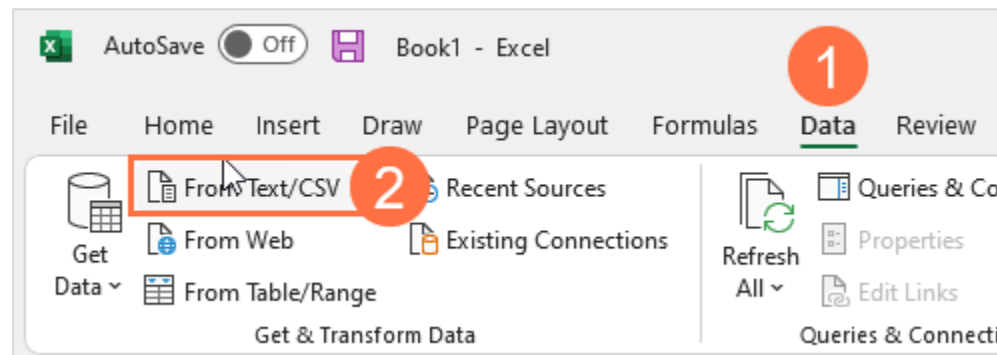 AutoSave Off Book1 - Excel
1
File Home Insert Draw Page Layout Formulas Data Review
From Text/CSV 2 Recent Sources Queries & Co
From Web Existing Connections Properties
Get Data From Table/Range Refresh All Edit Links
Get & Transform Data Queries & Connecti